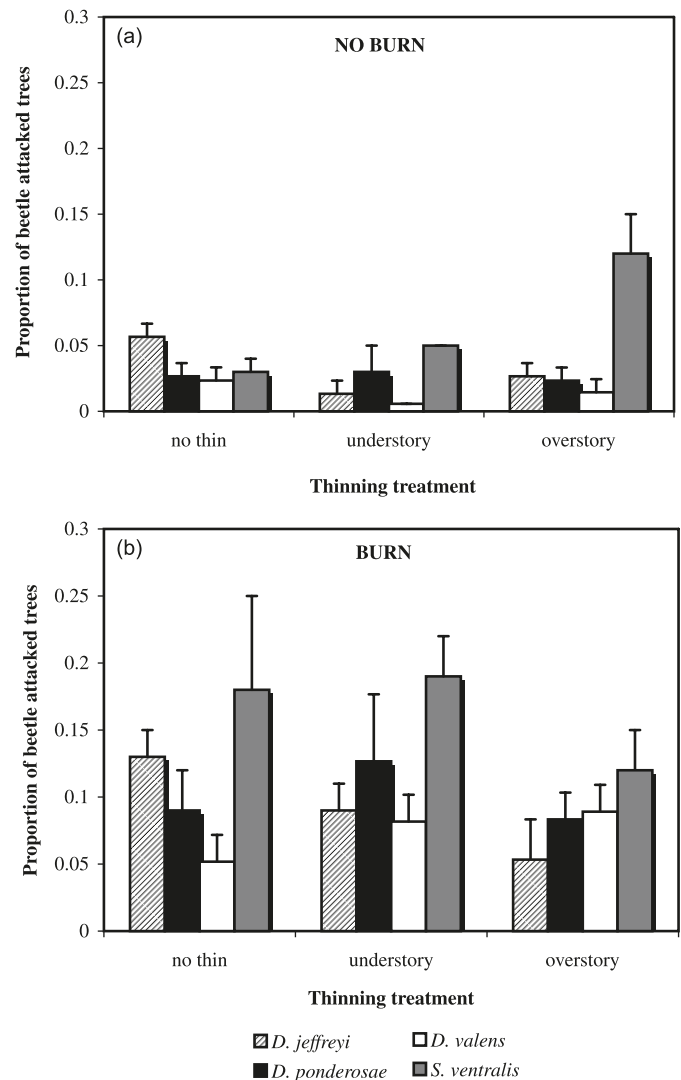 (a)
NO BURN
0.3
0.25
0.2
0.15
0.1
0.05
0
Proportion of beetle attacked trees
no thin understory overstory
Thinning treatment
(b)
BURN
0.3
0.25
0.2
0.15
0.1
0.05
0
Proportion of beetle attacked trees
no thin understory overstory
Thinning treatment
D. jeffreyi D. valens
D. ponderosae S. ventralis